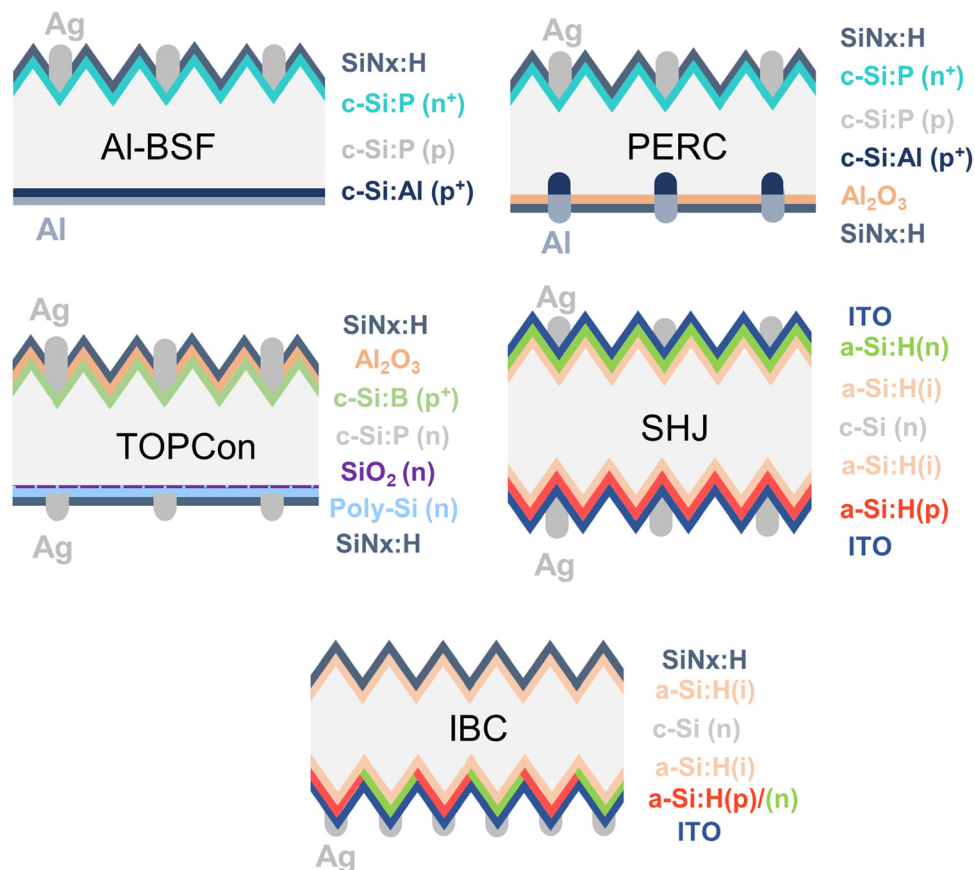 Ag
SiNx:H
c-Si:P (n⁺)
Al-BSF
c-Si:P (p)
c-Si:Al (p⁺)
Al
Ag
SiNx:H
c-Si:P (n⁺)
c-Si:P (p)
PERC
c-Si:Al (p⁺)
Al₂O₃
SiNx:H
Al
Ag
SiNx:H
Al₂O₃
c-Si:B (p⁺)
c-Si:P (n)
TOPCon
SiO₂ (n)
Poly-Si (n)
SiNx:H
Ag
Ag
ITO
a-Si:H(n)
a-Si:H(i)
c-Si (n)
SHJ
a-Si:H(i)
a-Si:H(p)
ITO
Ag
SiNx:H
a-Si:H(i)
c-Si (n)
IBC
a-Si:H(i)
a-Si:H(p)/(n)
ITO
Ag